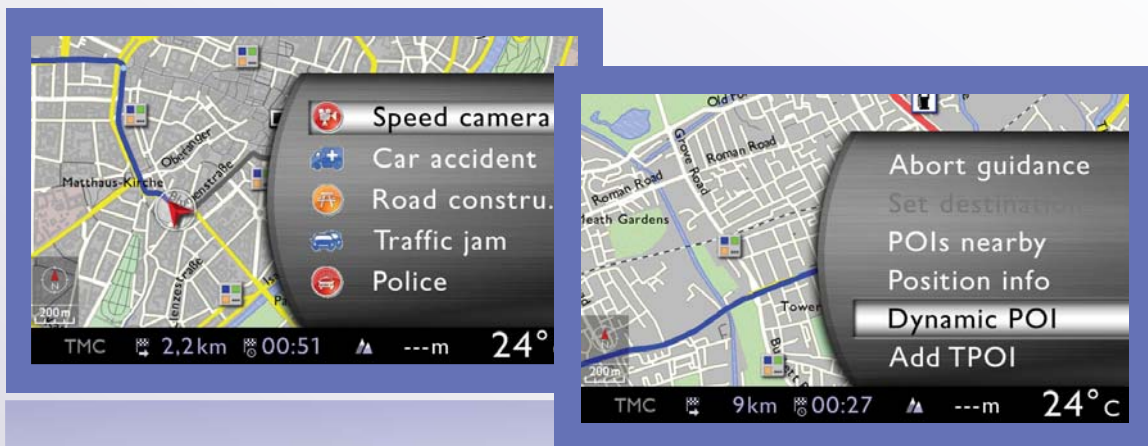 Speed camera
Car accident
Road constru.
Traffic jam
Police
Obefanger
Matthaus-Kirche
N
200m
TMC 2,2km 00:51 ---m 24°
Grove Road
Roman Road
Roman Road
Gardens
Tower
N
200m
Abort guidance
Set destination
POIs nearby
Position info
Dynamic POI
Add TPOI
TMC 9km 00:27 ---m 24°C